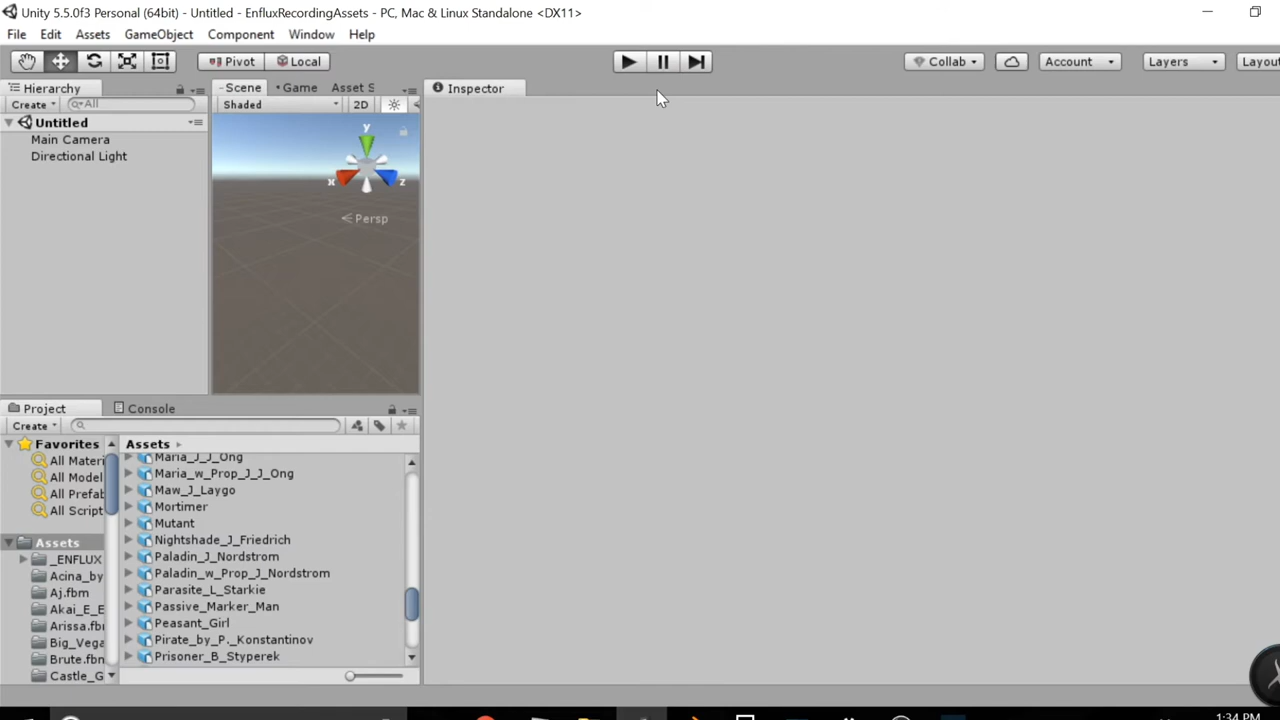 Unity 5.5.0f3 Personal (64bit) - Untitled - EnfluxRecordingAssets - PC, Mac & Linux Standalone <DX11>
File Edit Assets GameObject Component Window Help
Pivot Local Collab Account Layers Layou
Hierarchy Scene Game Asset S Inspector
Create All Shaded 2D
Untitled
Main Camera
Directional Light
y
x z
Persp
Project Console
Create
Favorites Assets
All Materi
All Model
All Prefab
All Script
Assets
_ENFLUX
Acina_by
Aj.fbm
Akai_E_E
Arissa.fbi
Big_Vega
Brute.fbn
Castle_G
Maria_J_J_Ong
Maria_w_Prop_J_J_Ong
Maw_J_Laygo
Mortimer
Mutant
Nightshade_J_Friedrich
Paladin_J_Nordstrom
Paladin_w_Prop_J_Nordstrom
Parasite_L_Starkie
Passive_Marker_Man
Peasant_Girl
Pirate_by_P._Konstantinov
Prisoner_B_Styperek
1:34 PM